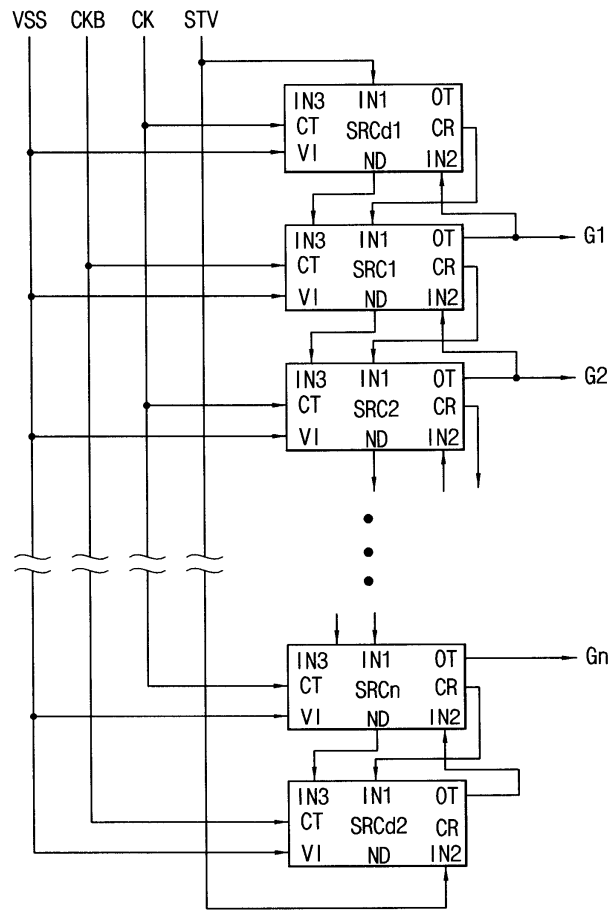 VSS CKB CK STV
IN3 IN1 OT
CT SRCd1 CR
VI ND IN2
IN3 IN1 OT G1
CT SRC1 CR
VI ND IN2
IN3 IN1 OT G2
CT SRC2 CR
VI ND IN2
IN3 IN1 OT Gn
CT SRCn CR
VI ND IN2
IN3 IN1 OT
CT SRCd2 CR
VI ND IN2